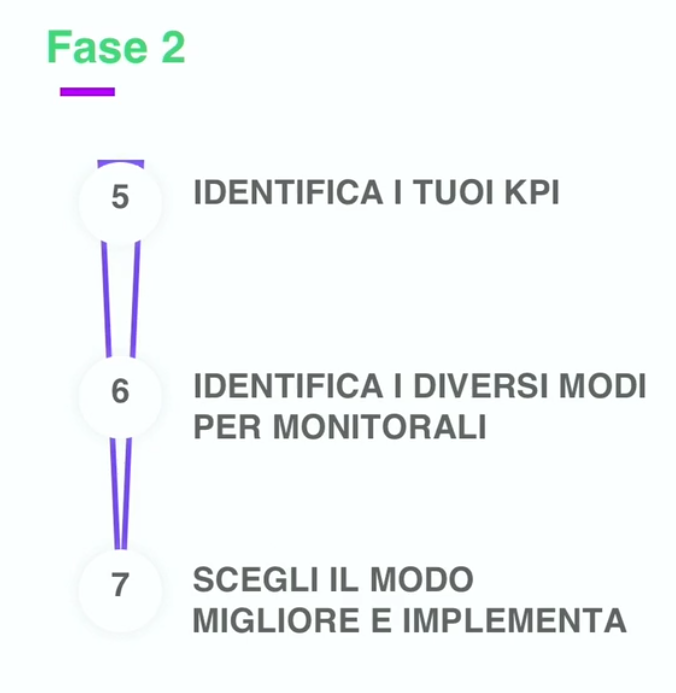 Fase 2
5
IDENTIFICA I TUOI KPI
6
IDENTIFICA I DIVERSI MODI
PER MONITORALI
7
SCEGLI IL MODO
MIGLIORE E IMPLEMENTA